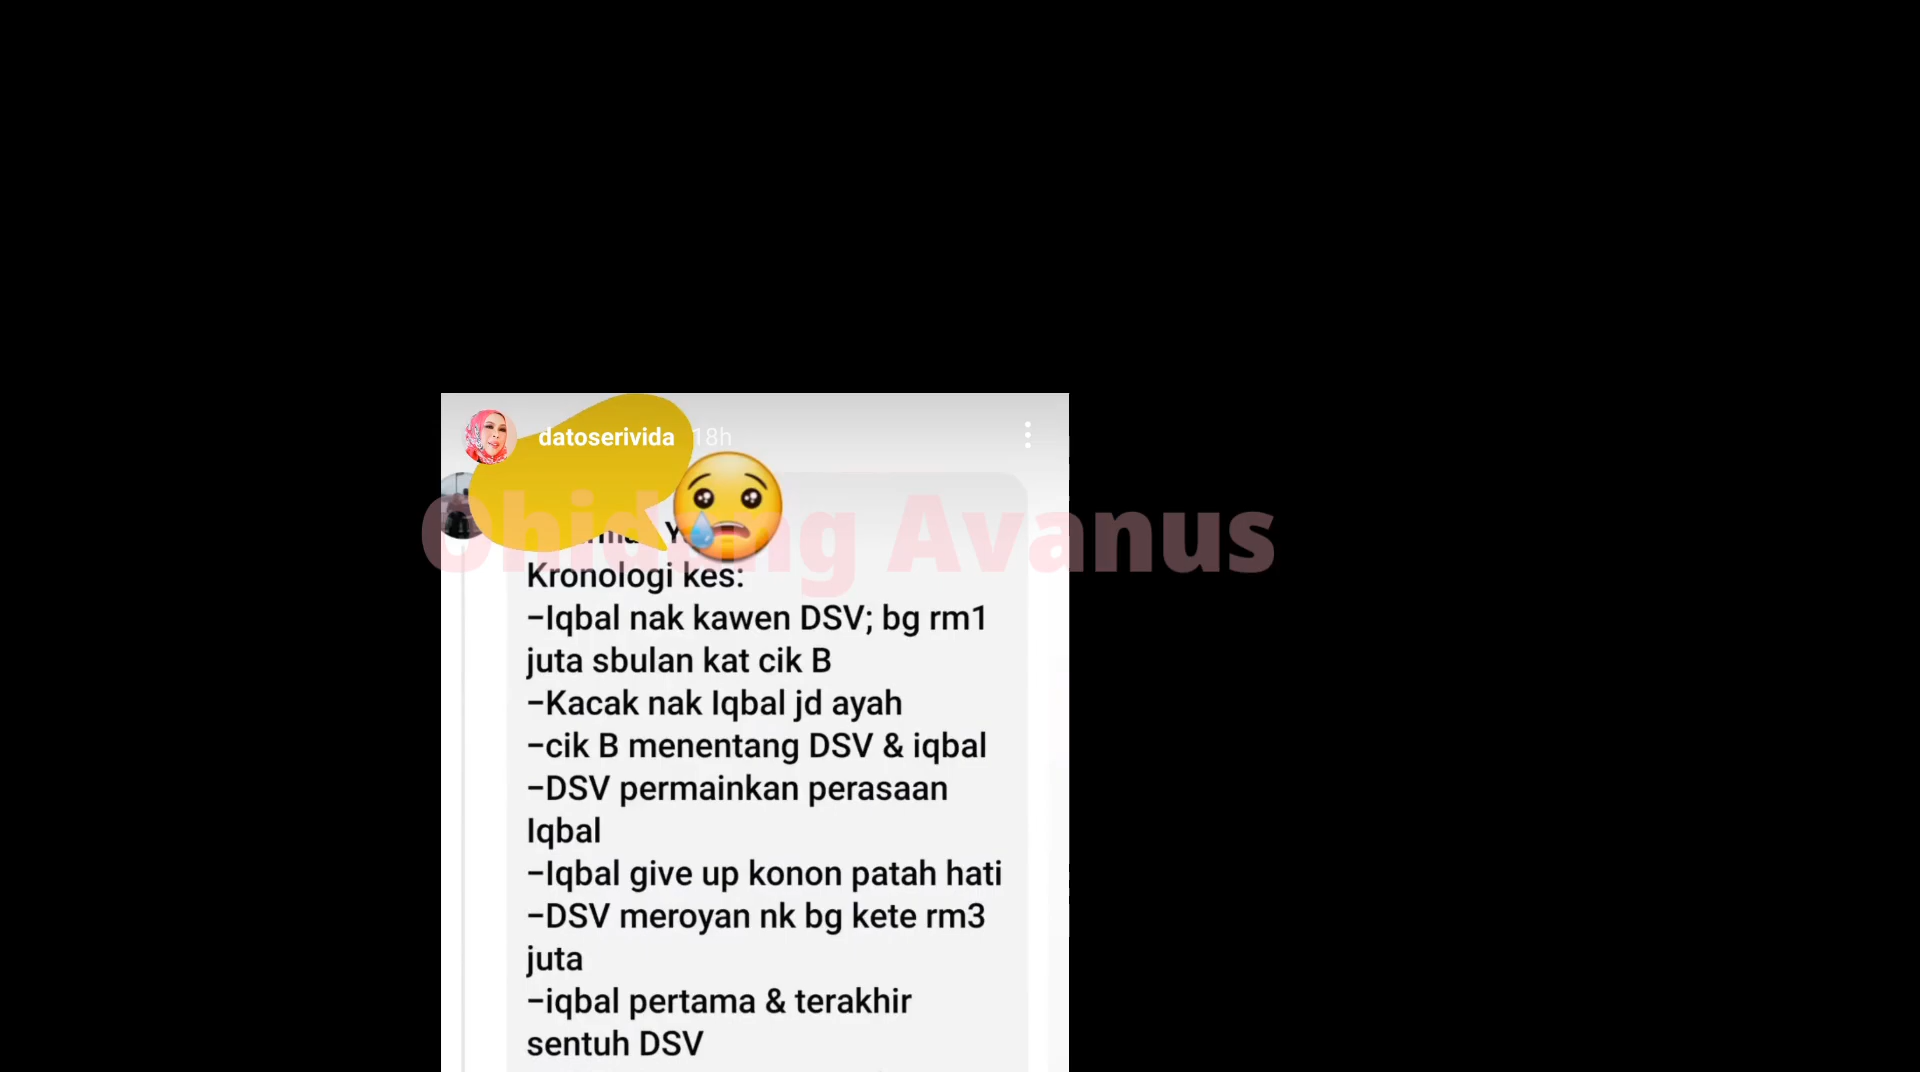 datoserivida 18h
Kronologi kes:
-Iqbal nak kawen DSV; bg rm1
juta sbulan kat cik B
-Kacak nak Iqbal jd ayah
-cik B menentang DSV & iqbal
-DSV permainkan perasaan
Iqbal
-Iqbal give up konon patah hati
-DSV meroyan nk bg kete rm3
juta
-iqbal pertama & terakhir
sentuh DSV
Avanus